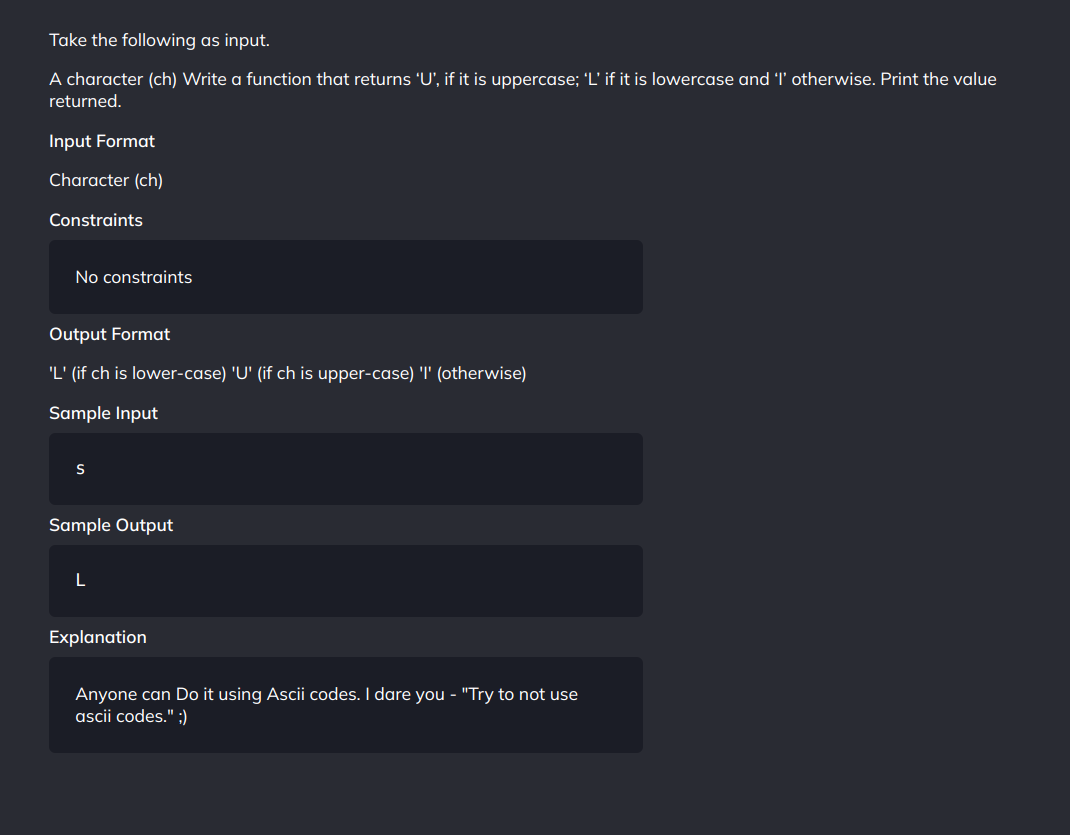 Take the following as input.
A character (ch) Write a function that returns ‘U’, if it is uppercase; ‘L’ if it is lowercase and ‘I’ otherwise. Print the value
returned.
Input Format
Character (ch)
Constraints
No constraints
Output Format
'L' (if ch is lower-case) 'U' (if ch is upper-case) 'I' (otherwise)
Sample Input
s
Sample Output
L
Explanation
Anyone can Do it using Ascii codes. I dare you - "Try to not use
ascii codes." ;)